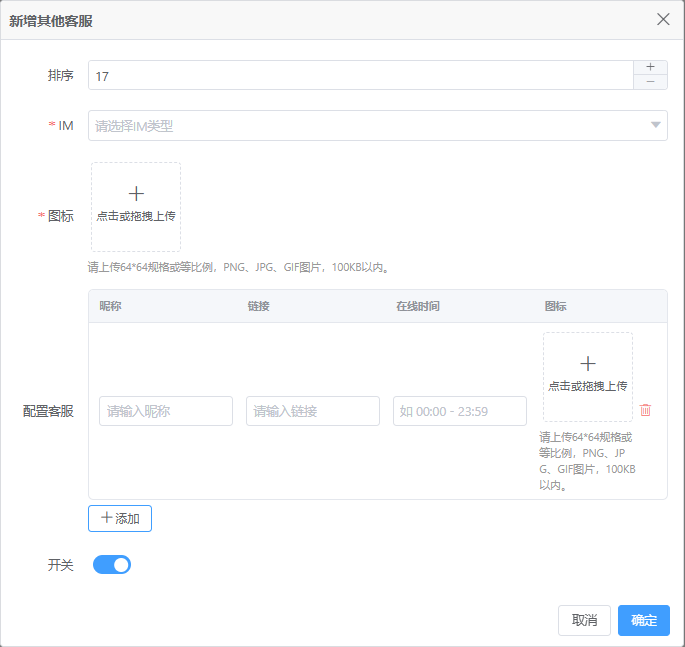 新增其他客服
排序
17
* IM
请选择IM类型
* 图标
点击或拖拽上传
请上传64*64规格或等比例，PNG、JPG、GIF图片，100KB以内。
昵称 链接 在线时间 图标
配置客服
请输入昵称
请输入链接
如 00:00 - 23:59
点击或拖拽上传
请上传64*64规格或
等比例，PNG、JP
G、GIF图片，100KB
以内。
添加
开关
取消
确定